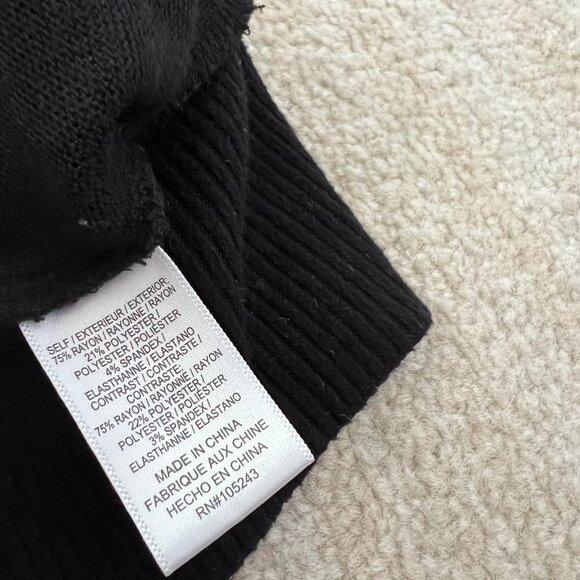 SELF / EXTERIEUR / EXTERIOR:
75% RAYON / RAYONNE / RAYON
21% POLYESTER /
POLYESTER / POLIÉSTER
4% SPANDEX /
ELASTHANNE / ELASTANO
CONTRAST / CONTRASTE /
CONTRASTE:
75% RAYON / RAYONNE / RAYON
22% POLYESTER /
POLYESTER / POLIÉSTER
3% SPANDEX /
ELASTHANNE / ELASTANO
MADE IN CHINA
FABRIQUE AUX CHINE
HECHO EN CHINA
RN#105243